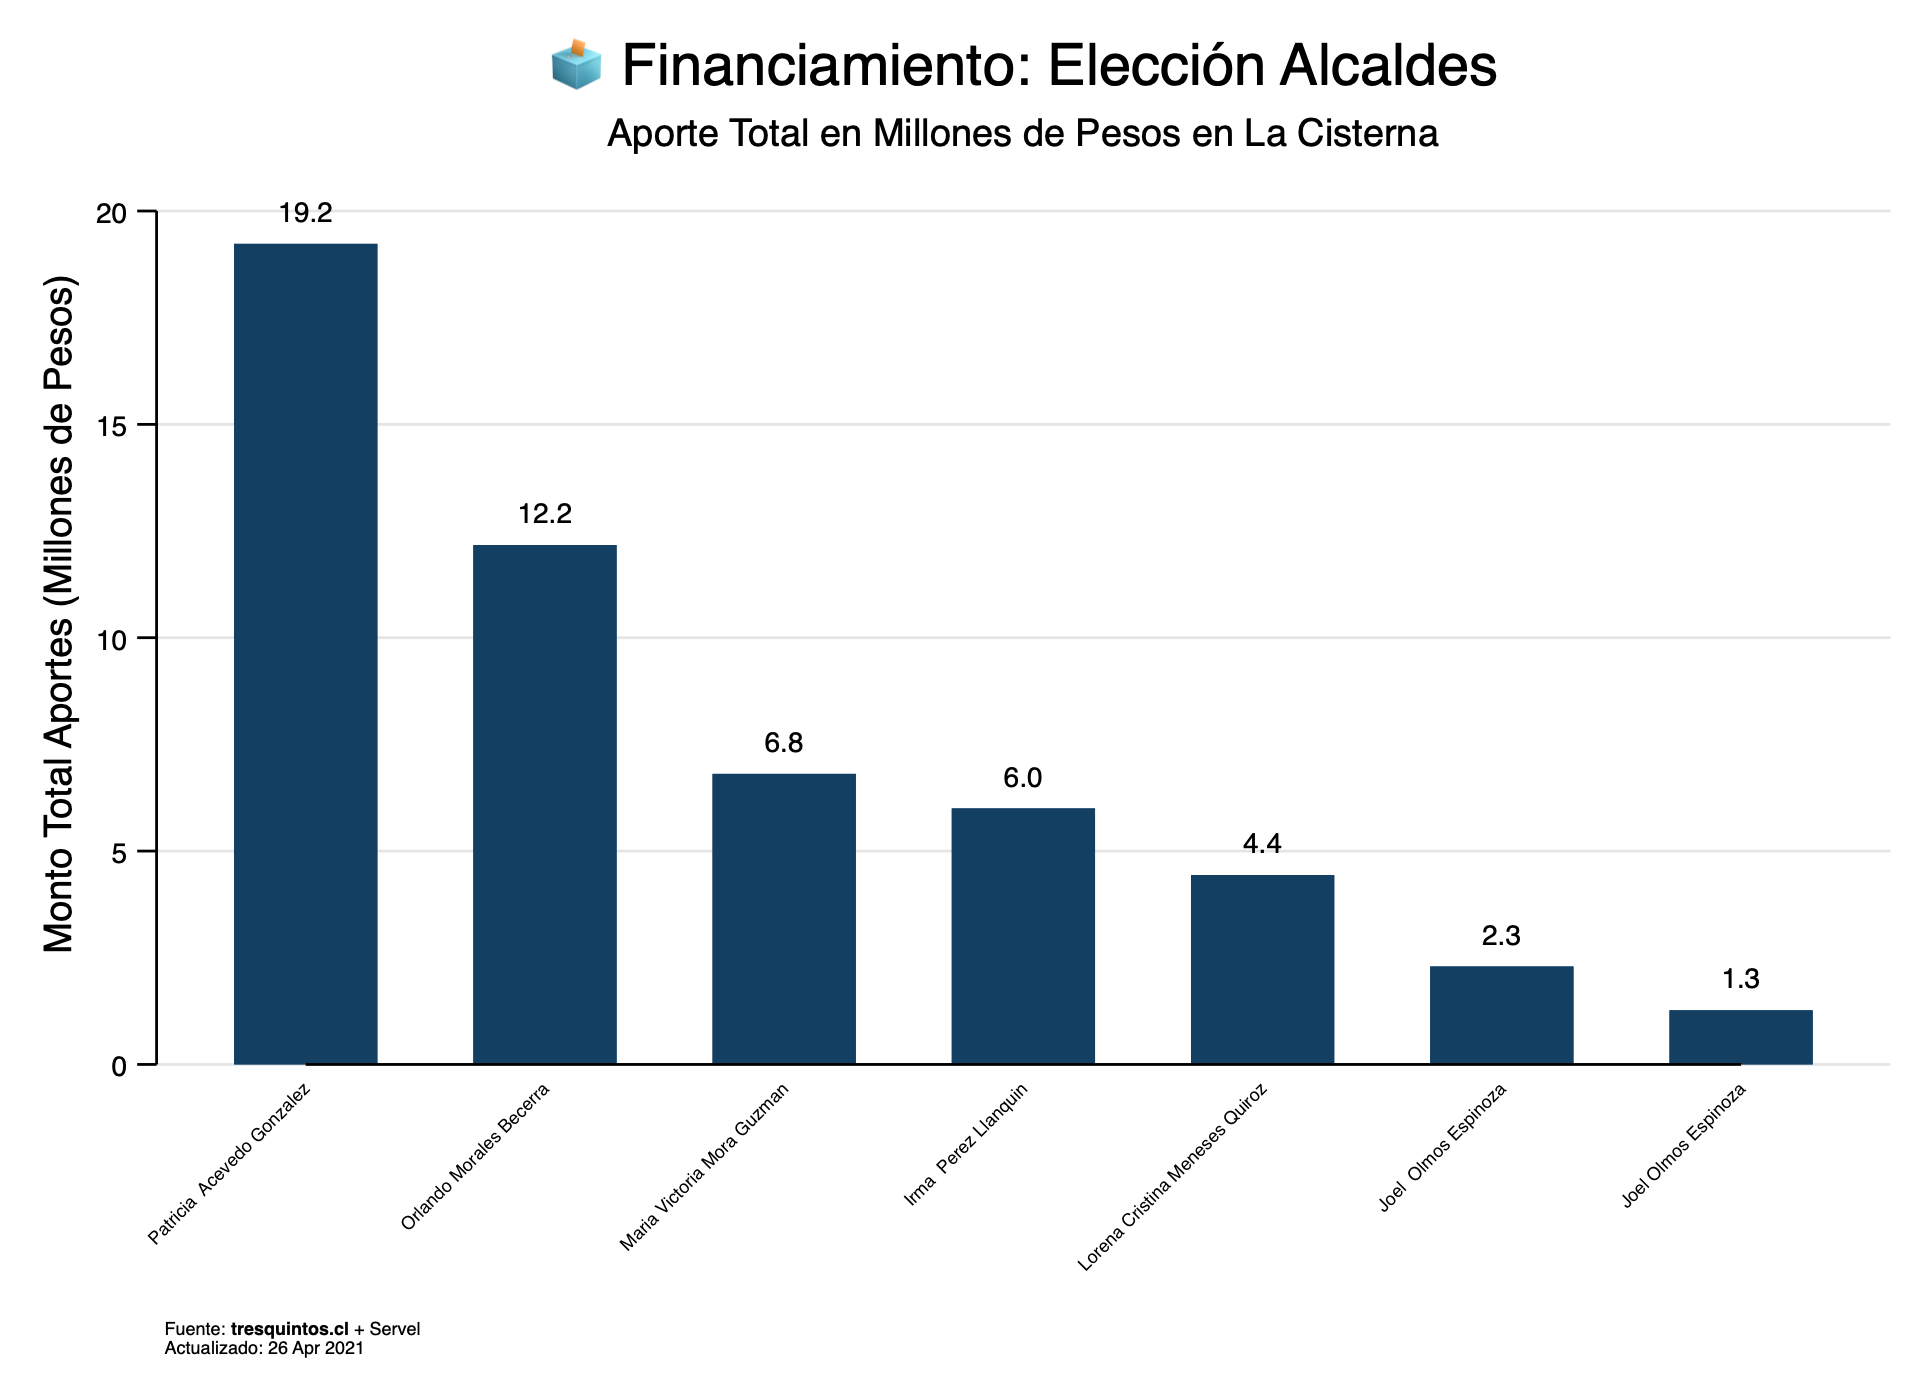 Financiamiento: Elección Alcaldes
Aporte Total en Millones de Pesos en La Cisterna
Monto Total Aportes (Millones de Pesos)
20
15
10
5
0
19.2
12.2
6.8
6.0
4.4
2.3
1.3
Patricia  Acevedo Gonzalez
Orlando Morales Becerra
Maria Victoria Mora Guzman
Irma  Perez Llanquin
Lorena Cristina Meneses Quiroz
Joel  Olmos Espinoza
Joel Olmos Espinoza
Fuente: tresquintos.cl + Servel
Actualizado: 26 Apr 2021